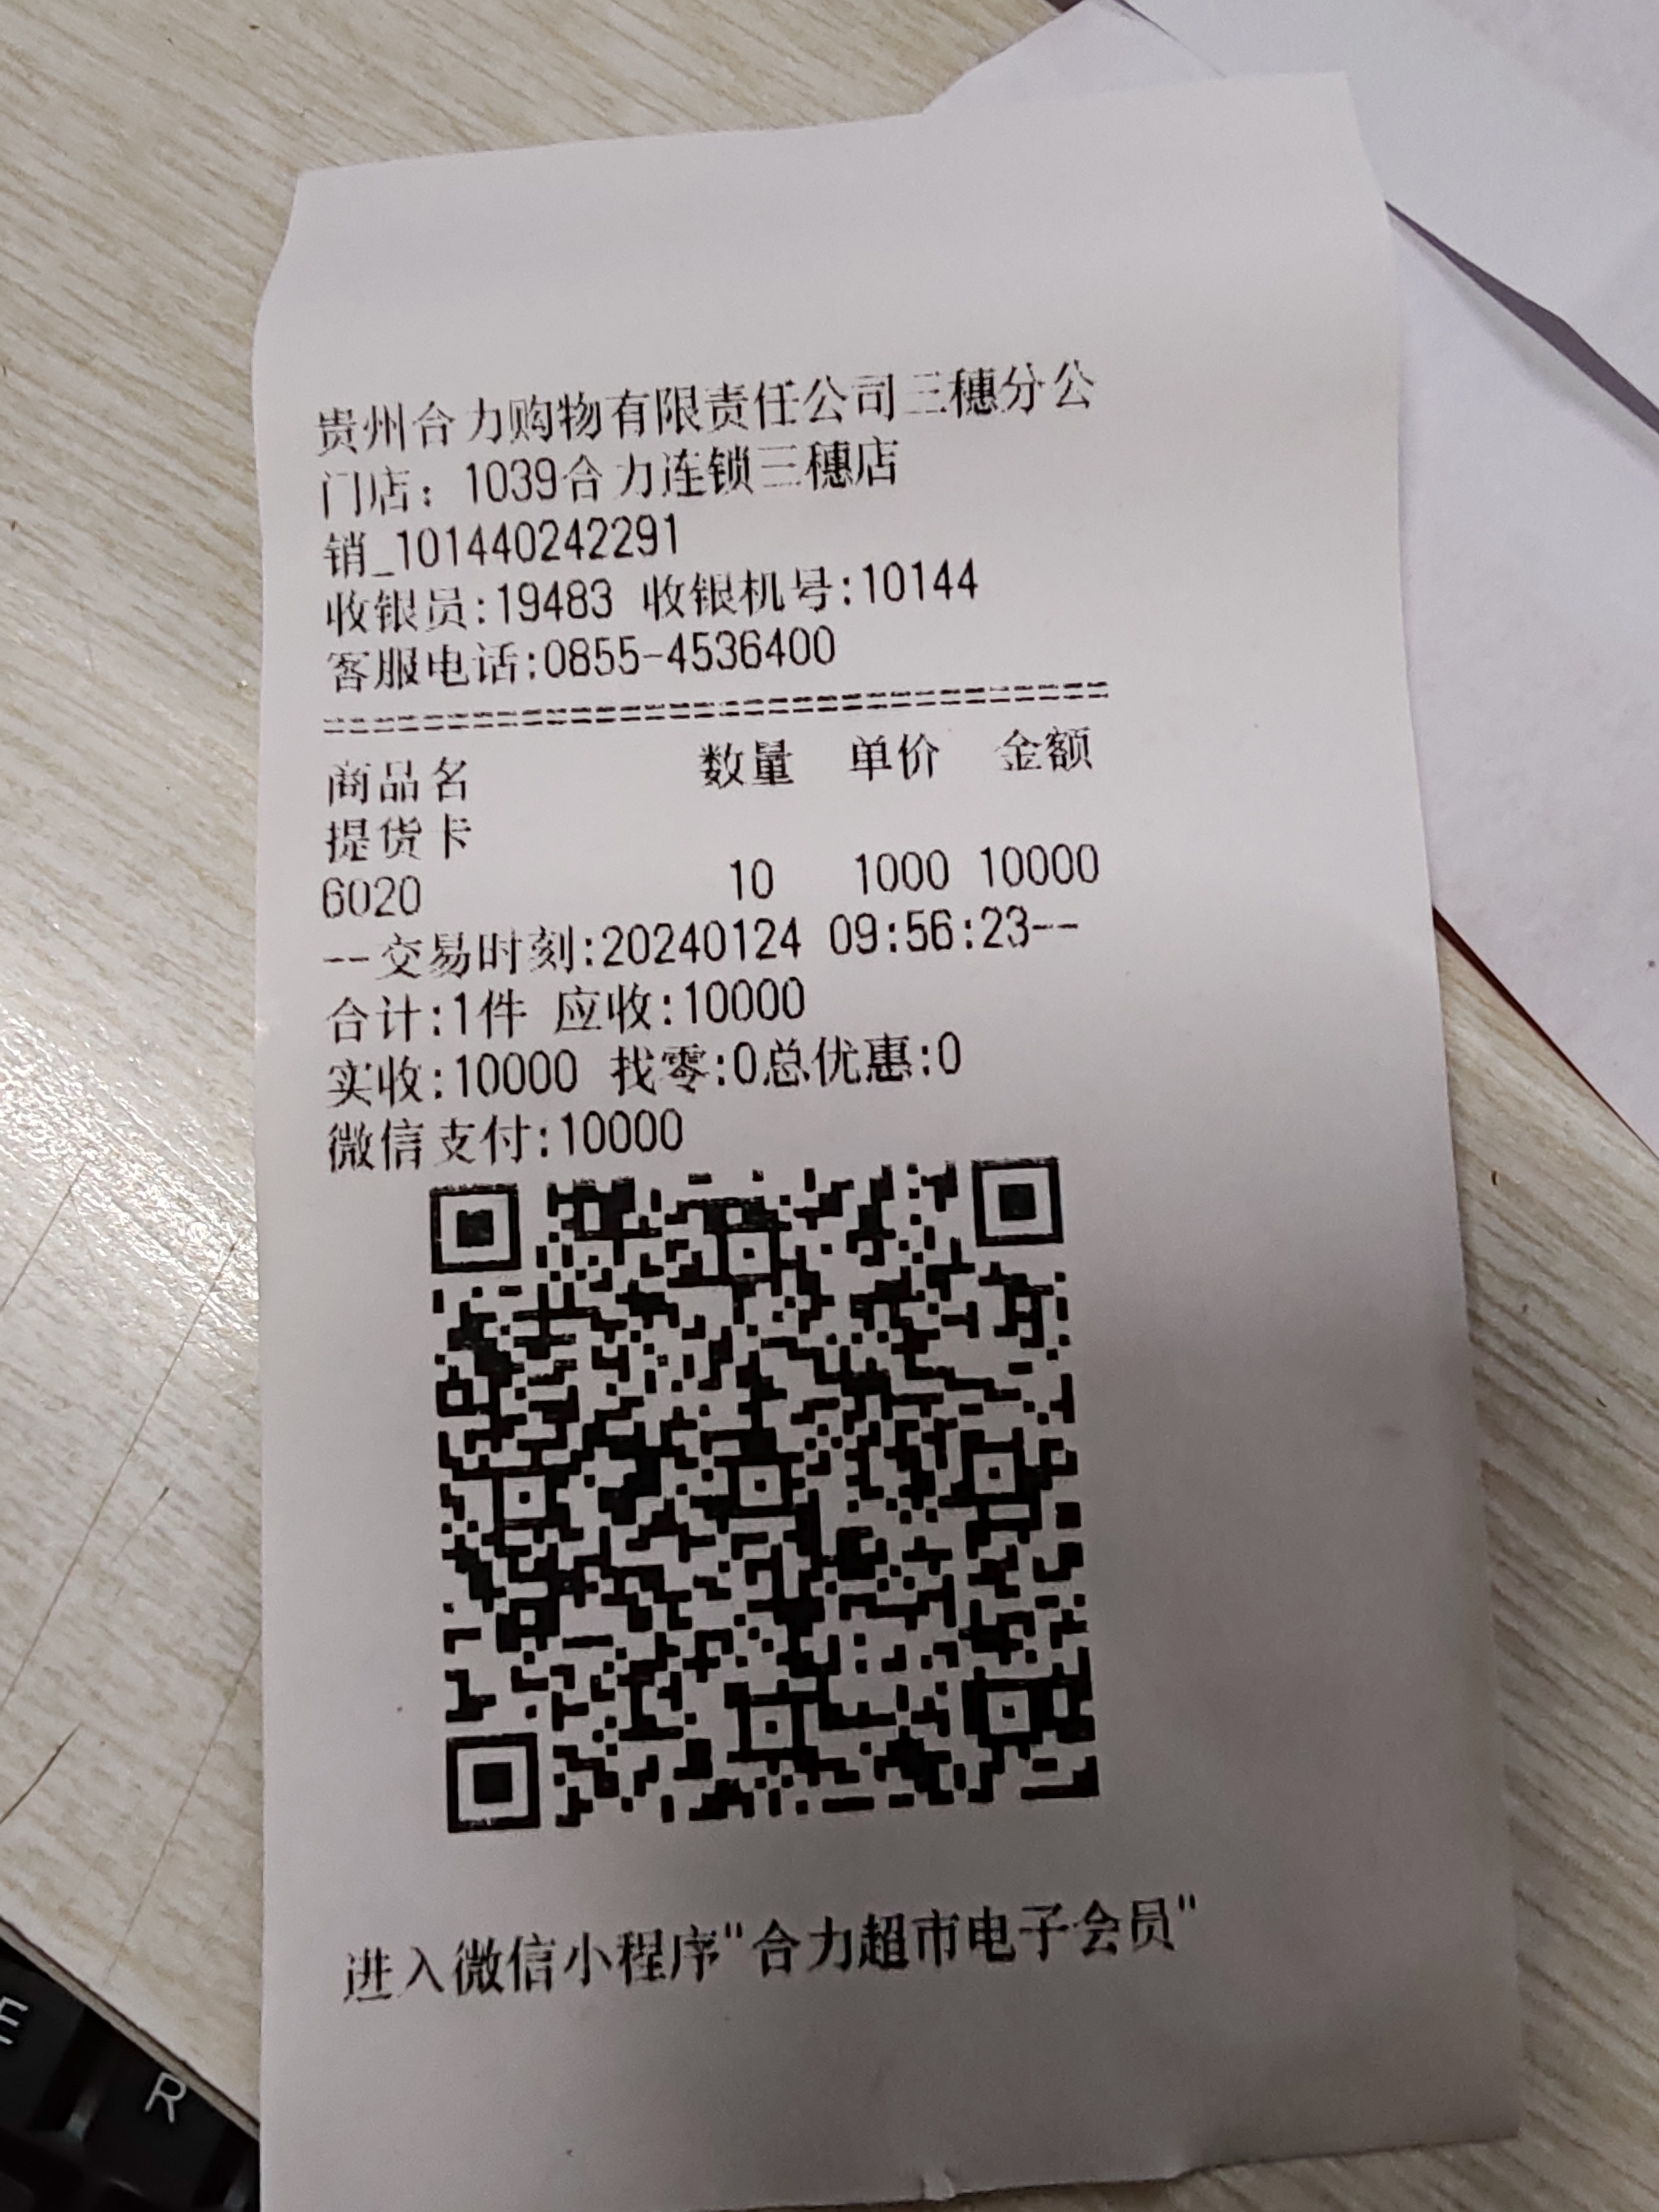 贵州合力购物有限责任公司三穗分公
门店：1039合力连锁三穗店
销_101440242291
收银员:19483 收银机号:10144
客服电话:0855-4536400
================================
商品名 数量 单价 金额
提货卡
6020 10 1000 10000
--交易时刻:20240124 09:56:23--
合计:1件 应收:10000
实收:10000 找零:0总优惠:0
微信支付:10000
进入微信小程序"合力超市电子会员"
E
R